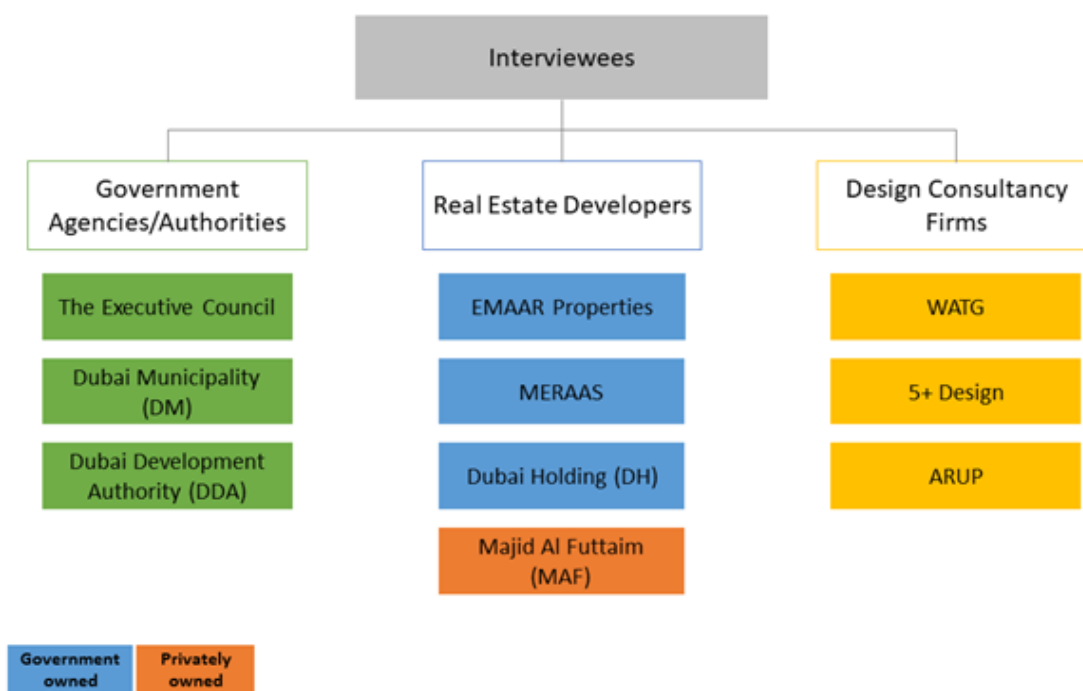 Interviewees
Government
Agencies/Authorities
Real Estate Developers
Design Consultancy
Firms
The Executive Council
Dubai Municipality
(DM)
Dubai Development
Authority (DDA)
EMAAR Properties
MERAAS
Dubai Holding (DH)
Majid Al Futtaim
(MAF)
WATG
5+ Design
ARUP
Government
owned
Privately
owned